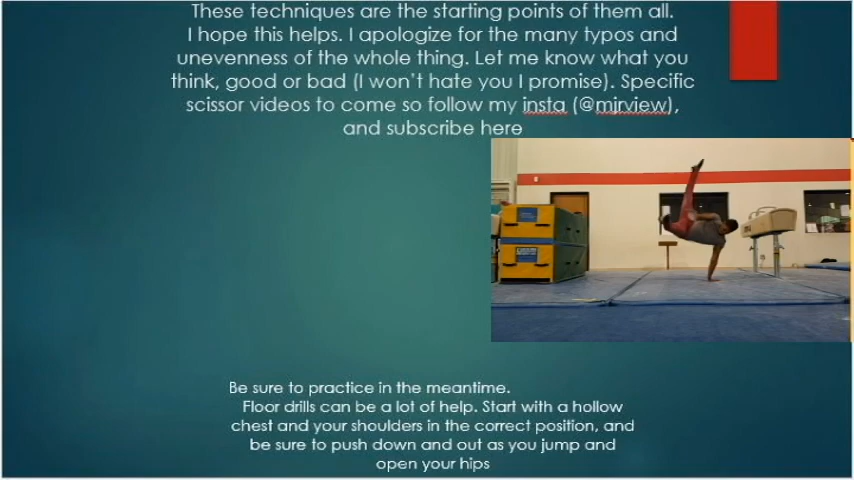 These techniques are the starting points of them all.
I hope this helps. I apologize for the many typos and
unevenness of the whole thing. Let me know what you
think, good or bad (I won't hate you I promise). Specific
scissor videos to come so follow my insta (@mjrview),
and subscribe here
Be sure to practice in the meantime.
Floor drills can be a lot of help. Start with a hollow
chest and your shoulders in the correct position, and
be sure to push down and out as you jump and
open your hips